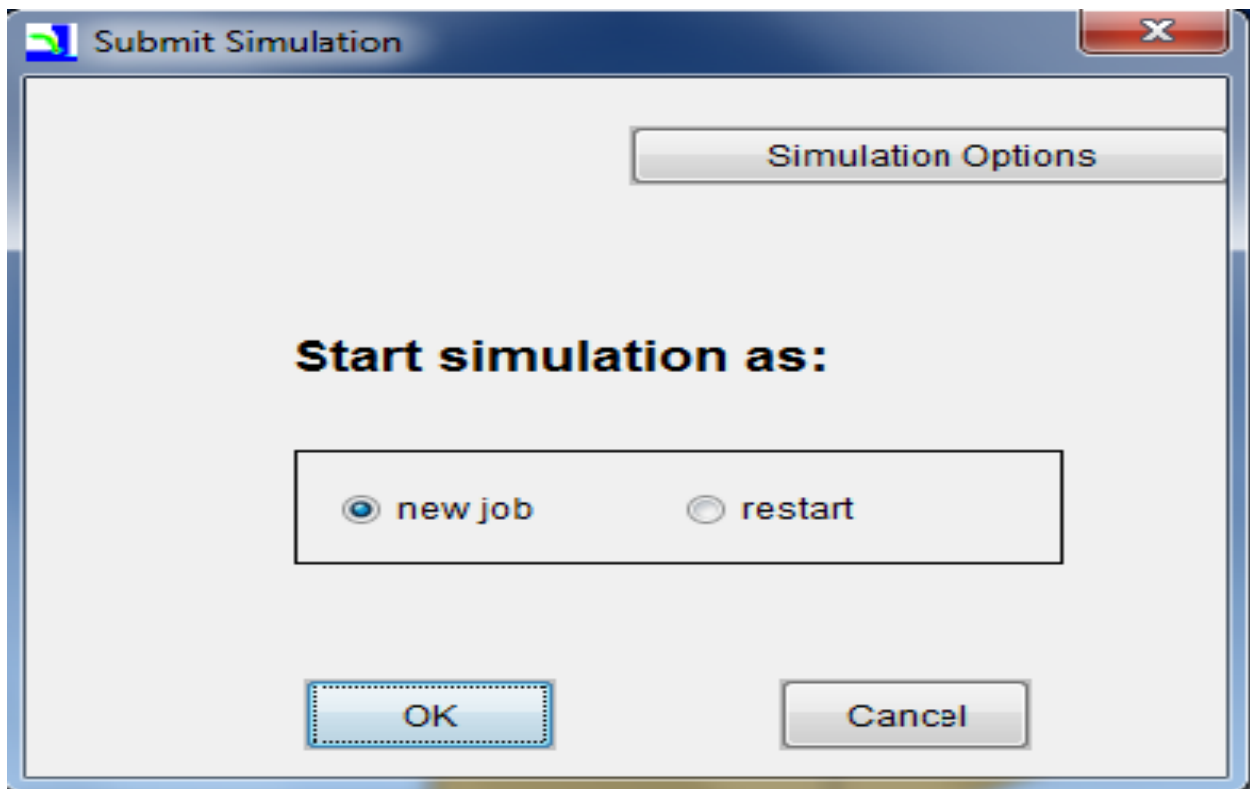 Submit Simulation
Simulation Options
Start simulation as:
new job restart
OK Cancel